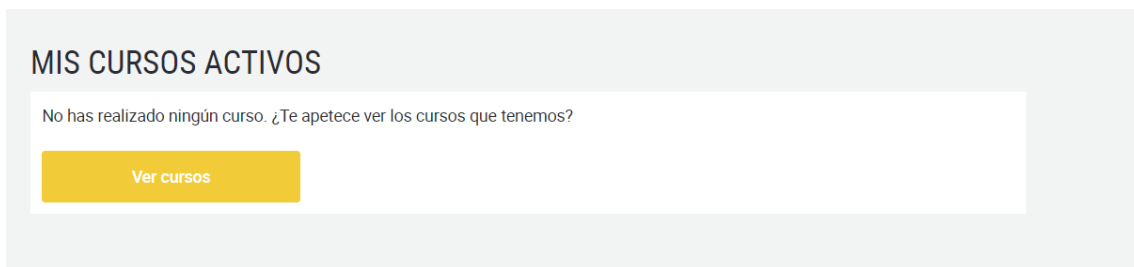 MIS CURSOS ACTIVOS
No has realizado ningún curso. ¿Te apetece ver los cursos que tenemos?
Ver cursos